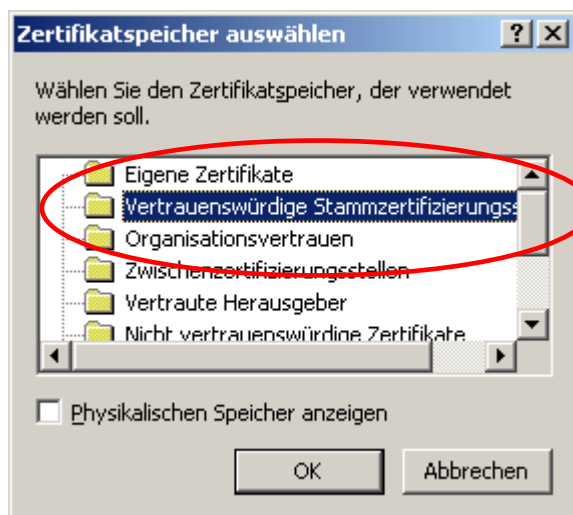 Zertifikatspeicher auswählen
Wählen Sie den Zertifikatspeicher, der verwendet
werden soll.
Eigene Zertifikate
Vertrauenswürdige Stammzertifizierungss
Organisationsvertrauen
Zwischenzertifizierungsstellen
Vertraute Herausgeber
Nicht vertrauenswürdige Zertifikate
Physikalischen Speicher anzeigen
OK Abbrechen